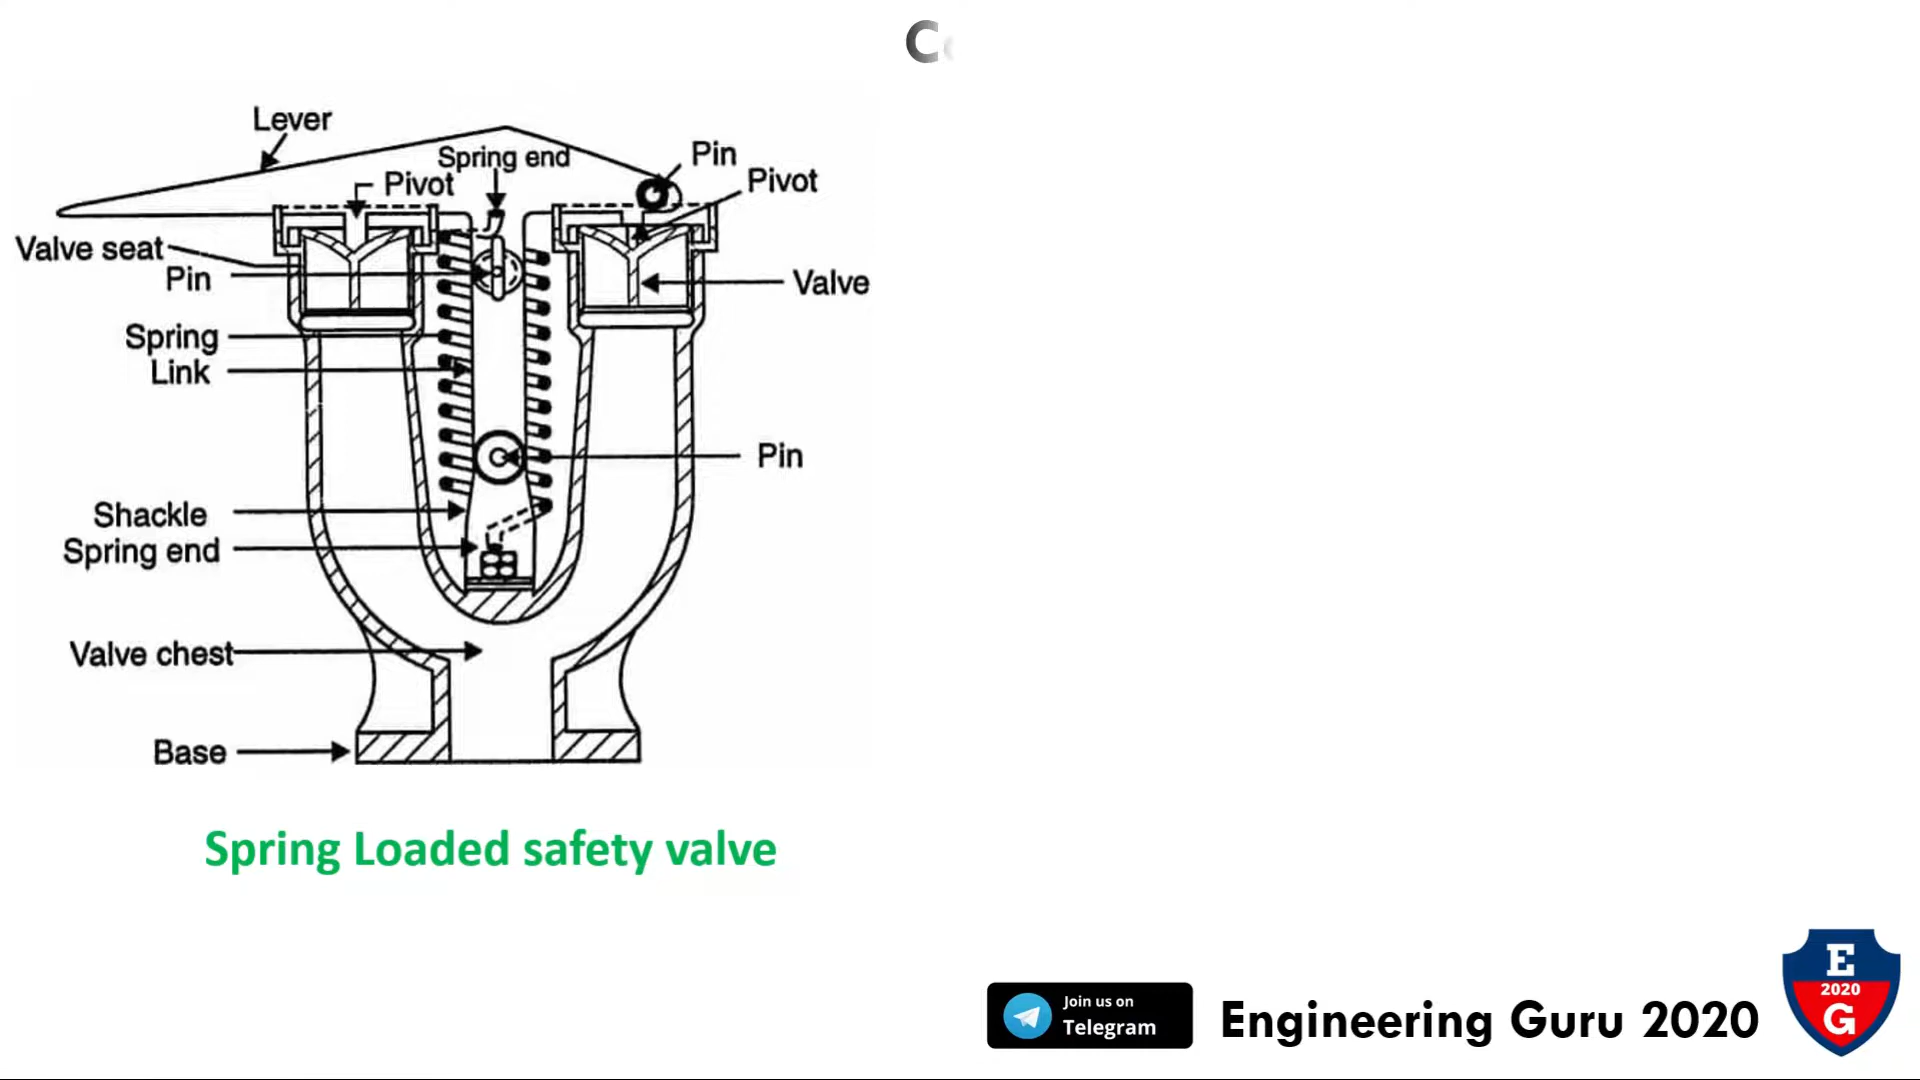 C
Lever
Spring end
Pin
Pivot
Pivot
Valve seat
Pin
Valve
Spring
Link
Pin
Shackle
Spring end
Valve chest
Base
Spring Loaded safety valve
Join us on
Telegram
Engineering Guru 2020
E
2020
G